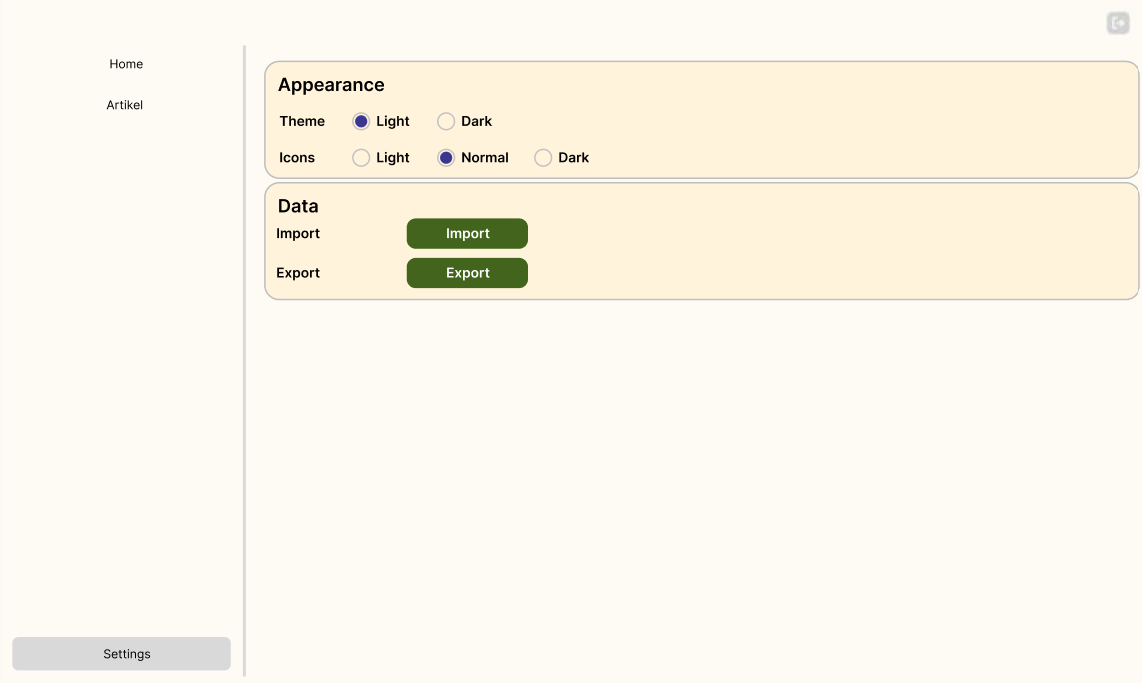 Home
Artikel
Settings
Appearance
Theme Light Dark
Icons Light Normal Dark
Data
Import Import
Export Export